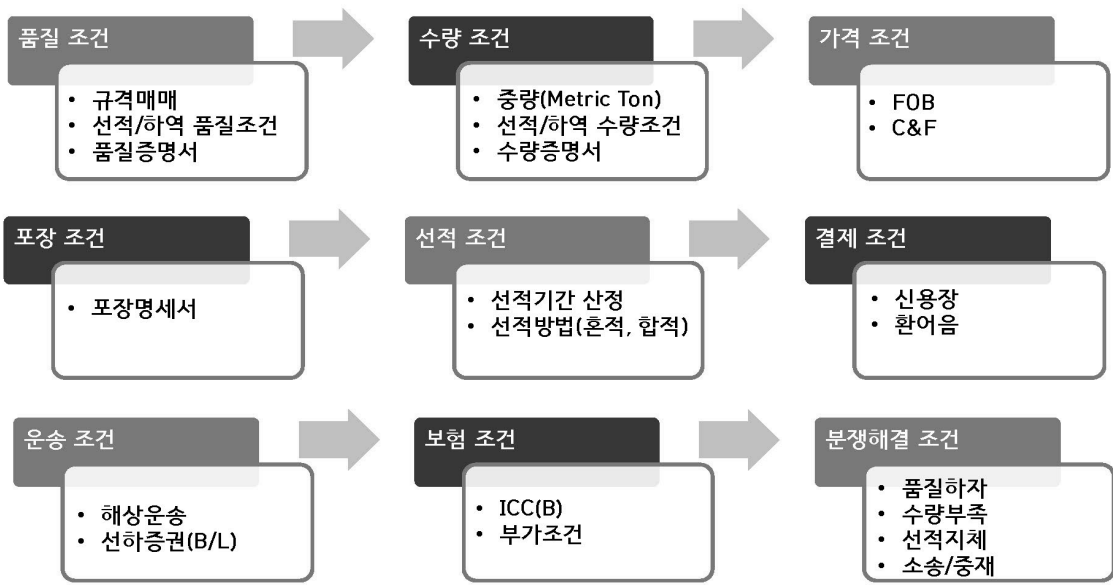 품질 조건
• 규격매매
• 선적/하역 품질조건
• 품질증명서
수량 조건
• 중량(Metric Ton)
• 선적/하역 수량조건
• 수량증명서
가격 조건
• FOB
• C&F
포장 조건
• 포장명세서
선적 조건
• 선적기간 산정
• 선적방법(혼적, 합적)
결제 조건
• 신용장
• 환어음
운송 조건
• 해상운송
• 선하증권(B/L)
보험 조건
• ICC(B)
• 부가조건
분쟁해결 조건
• 품질하자
• 수량부족
• 선적지체
• 소송/중재